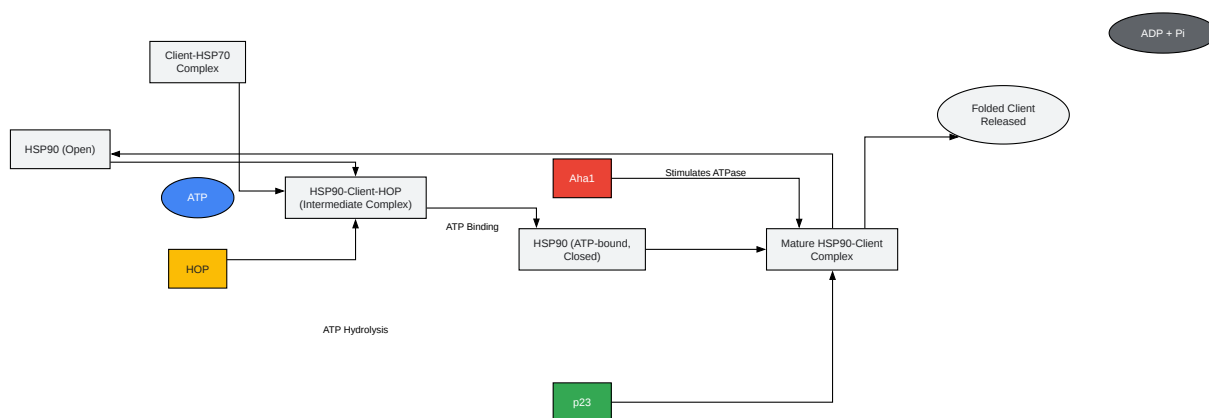 ADP + Pi
Client-HSP70
Complex
Folded Client
Released
HSP90 (Open)
Aha1
Stimulates ATPase
ATP
HSP90-Client-HOP
(Intermediate Complex)
ATP Binding
HSP90 (ATP-bound,
Closed)
Mature HSP90-Client
Complex
HOP
ATP Hydrolysis
p23